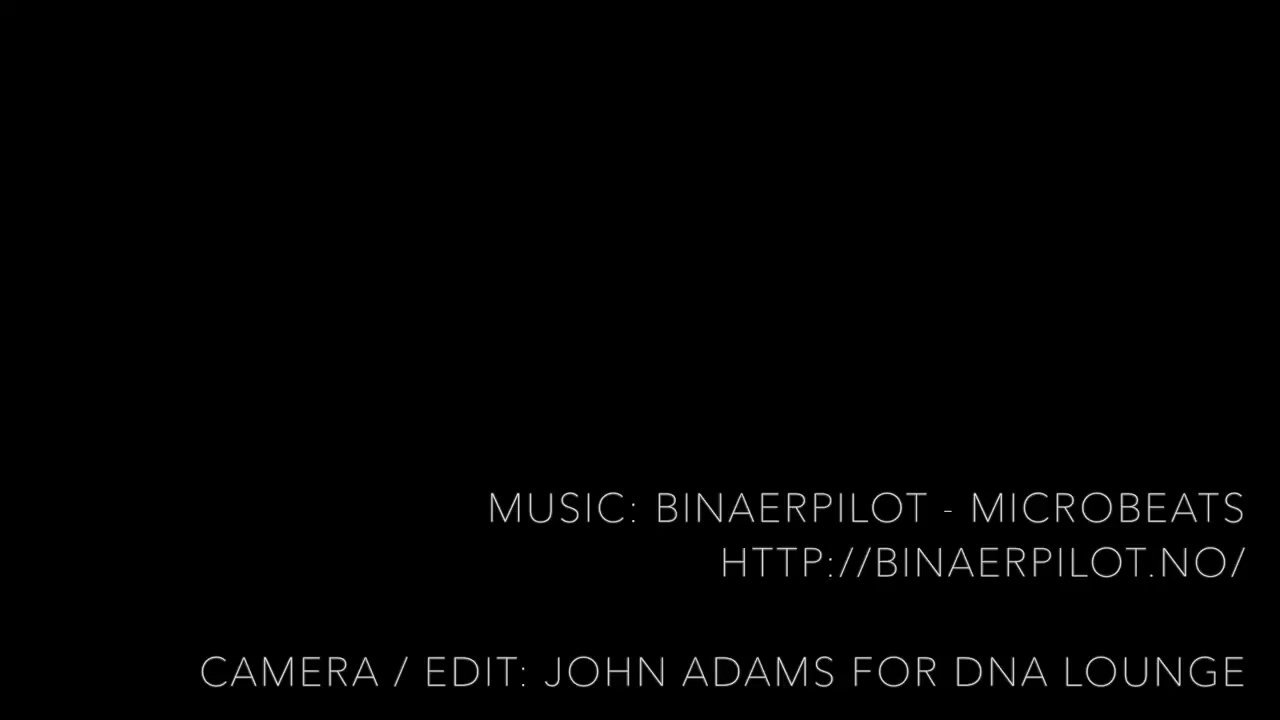 MUSIC: BINAERPILOT - MICROBEATS
HTTP://BINAERPILOT.NO/
CAMERA / EDIT: JOHN ADAMS FOR DNA LOUNGE